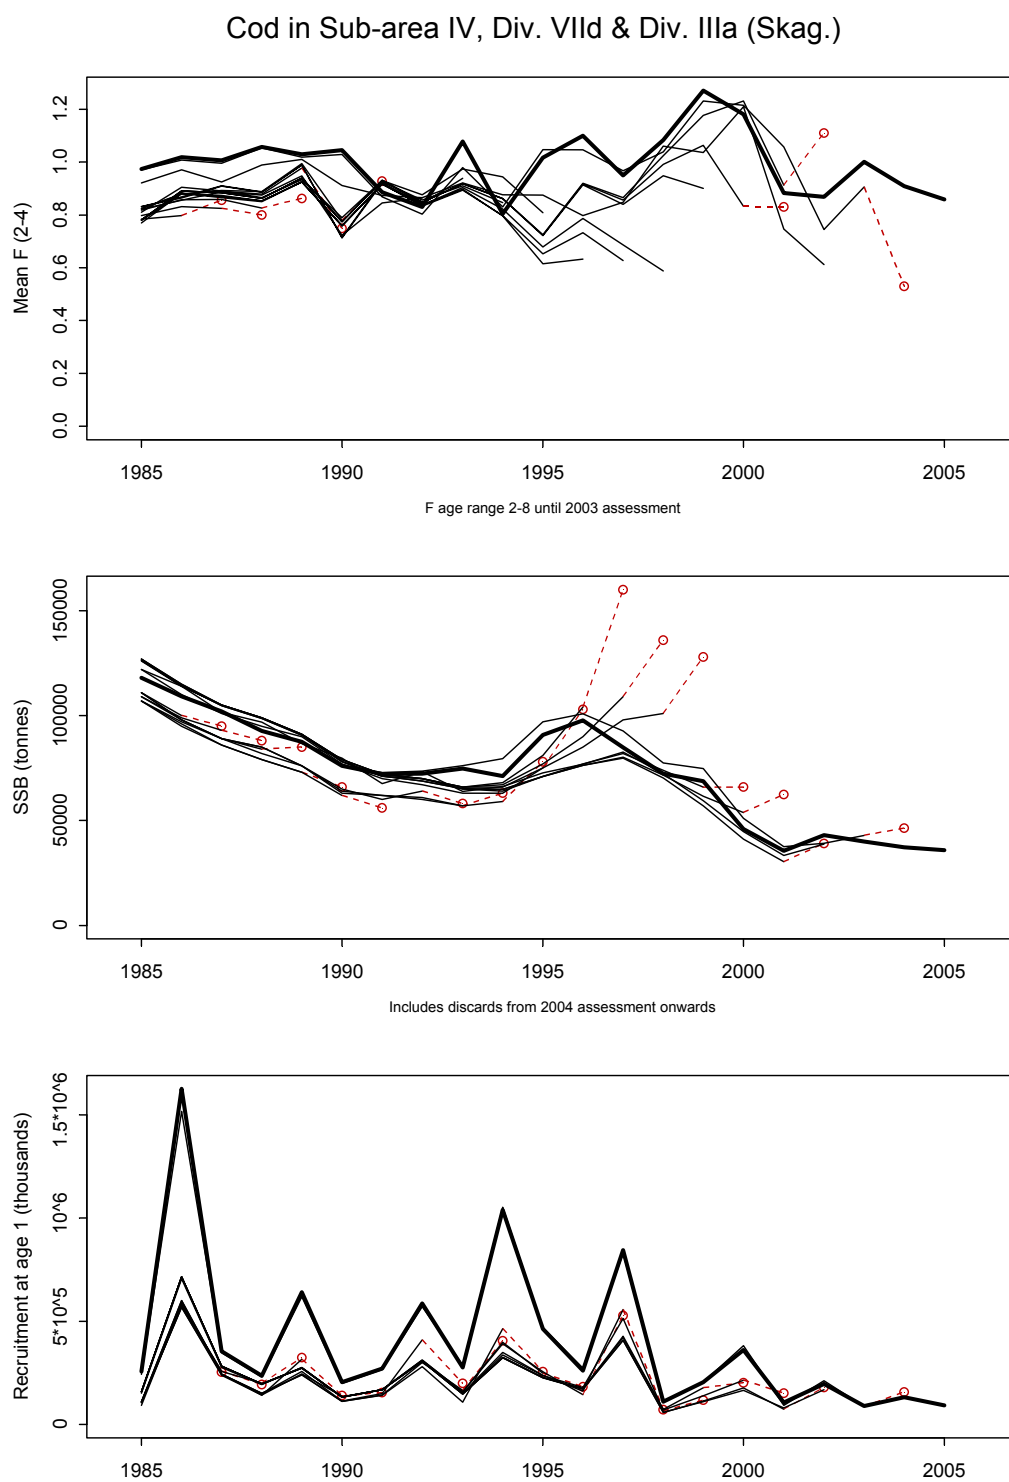 Cod in Sub-area IV, Div. VIId & Div. IIIa (Skag.)
Mean F (2-4)
0.0 0.2 0.4 0.6 0.8 1.0 1.2
1985 1990 1995 2000 2005
F age range 2-8 until 2003 assessment
SSB (tonnes)
0 50000 100000 150000
1985 1990 1995 2000 2005
Includes discards from 2004 assessment onwards
Recruitment at age 1 (thousands)
0 5*10^5 10^6 1.5*10^6
1985 1990 1995 2000 2005